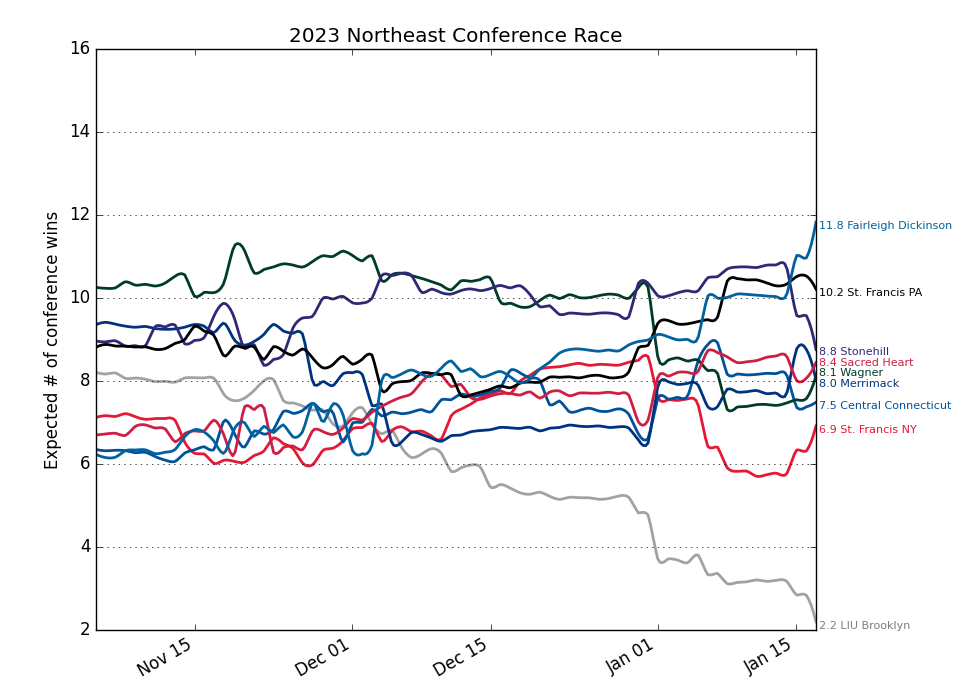 2023 Northeast Conference Race
Expected # of conference wins
16
14
12
10
8
6
4
2
Nov 15
Dec 01
Dec 15
Jan 01
Jan 15
11.8 Fairleigh Dickinson
10.2 St. Francis PA
8.8 Stonehill
8.4 Sacred Heart
8.1 Wagner
8.0 Merrimack
7.5 Central Connecticut
6.9 St. Francis NY
2.2 LIU Brooklyn